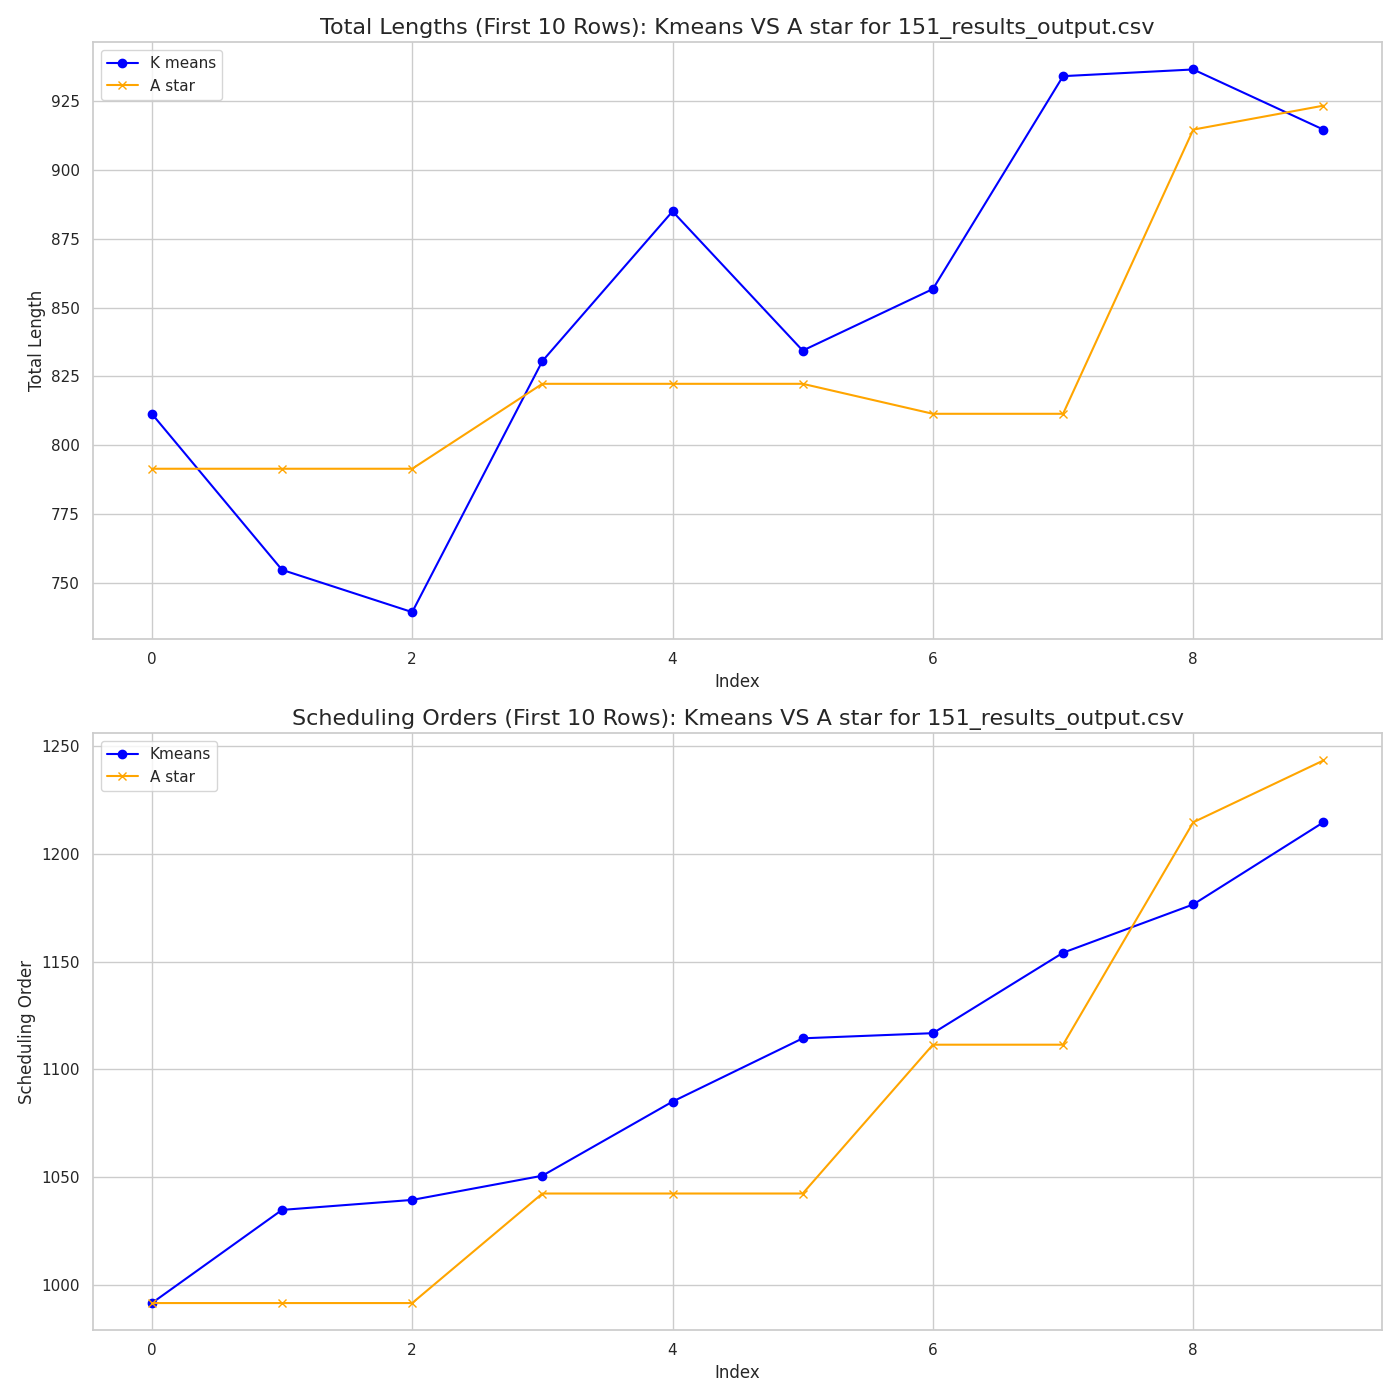 Total Lengths (First 10 Rows): Kmeans VS A star for 151_results_output.csv
K means
A star
925
900
875
850
825
800
775
750
Total Length
0 2 4 6 8
Index
Scheduling Orders (First 10 Rows): Kmeans VS A star for 151_results_output.csv
Kmeans
A star
1250
1200
1150
1100
1050
1000
Scheduling Order
0 2 4 6 8
Index